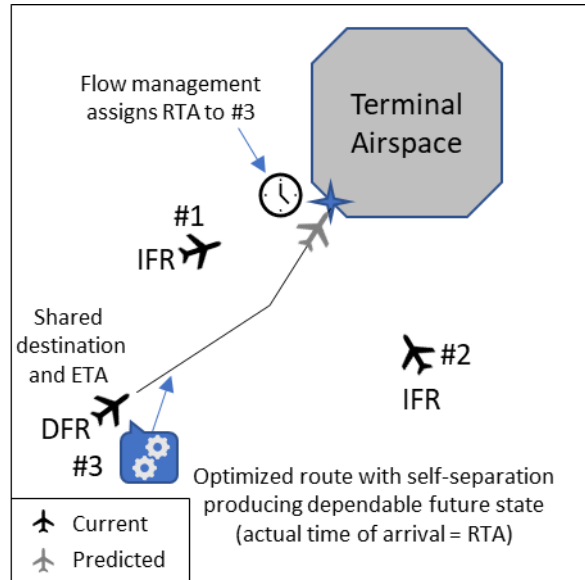 Flow management
assigns RTA to #3
Terminal
Airspace
#1
IFR
Shared
destination
and ETA
#2
IFR
DFR
#3
Optimized route with self-separation
producing dependable future state
(actual time of arrival = RTA)
Current
Predicted